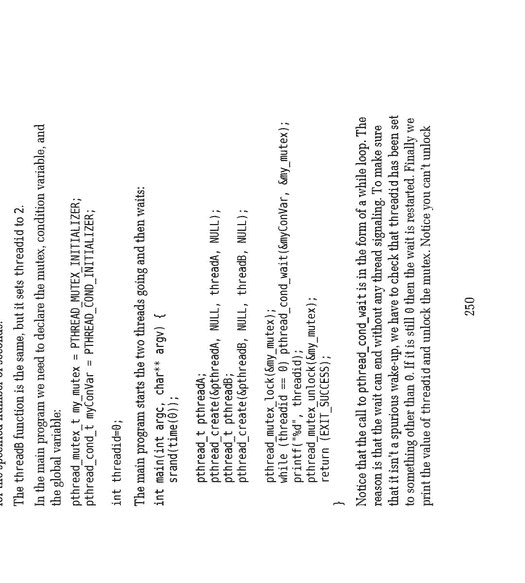 for the specified number of seconds.
The threadB function is the same, but it sets threadid to 2.
In the main program we need to declare the mutex, condition variable, and
the global variable:
pthread_mutex_t my_mutex = PTHREAD_MUTEX_INITIALIZER;
pthread_cond_t myConVar = PTHREAD_COND_INITIALIZER;
int threadid=0;
The main program starts the two threads going and then waits:
int main(int argc, char** argv) {
srand(time(0));
pthread_t pthreadA;
pthread_create(&pthreadA, NULL, threadA, NULL);
pthread_t pthreadB;
pthread_create(&pthreadB, NULL, threadB, NULL);
pthread_mutex_lock(&my_mutex);
while (threadid == 0) pthread_cond_wait(&myConVar, &my_mutex);
printf("%d", threadid);
pthread_mutex_unlock(&my_mutex);
return (EXIT_SUCCESS);
}
Notice that the call to pthread_cond_wait is in the form of a while loop. The
reason is that the wait can end without any thread signaling. To make sure
that it isn't a spurious wake-up, we have to check that threadid has been set
to something other than 0. If it is still 0 then the wait is restarted. Finally we
print the value of threadid and unlock the mutex. Notice you can't unlock
250